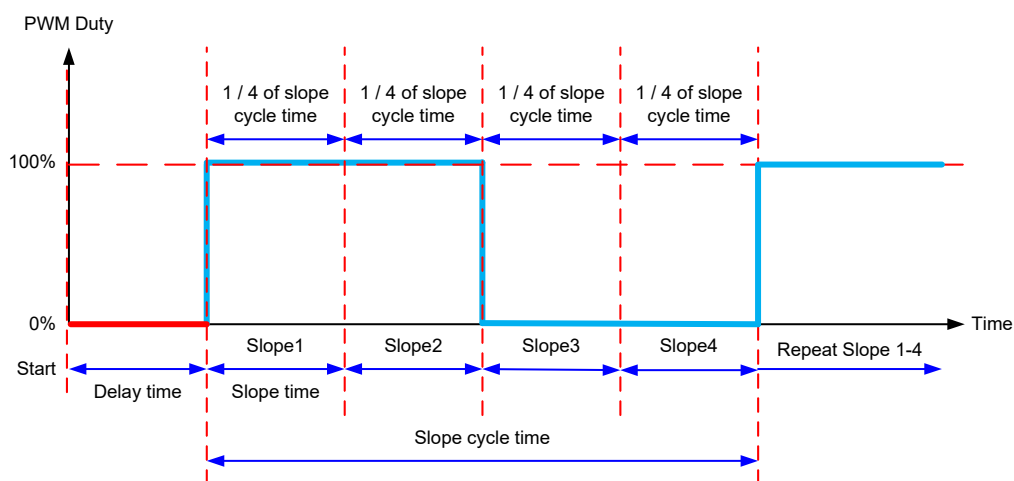 PWM Duty
1 / 4 of slope
cycle time
1 / 4 of slope
cycle time
1 / 4 of slope
cycle time
1 / 4 of slope
cycle time
100%
0%
Time
Slope1
Slope2
Slope3
Slope4
Repeat Slope 1-4
Start
Delay time
Slope time
Slope cycle time